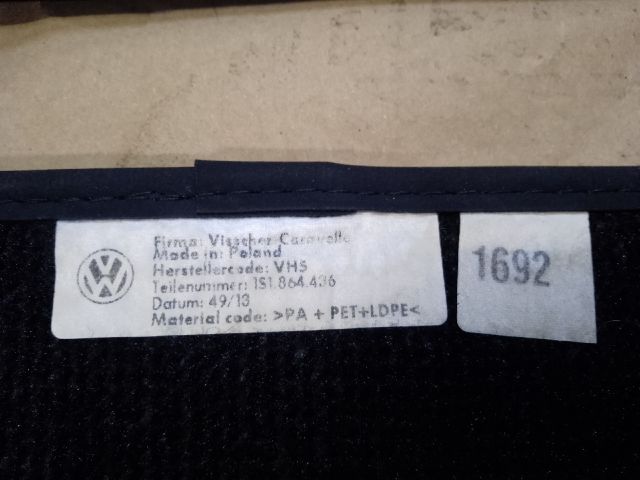 Firma: Visscher Caravelle
Made in: Poland
Herstellercode: VHS
Teilenummer: 1S1.864.436
Datum: 49/13
Material code: >PA + PET+LDPE<
1692